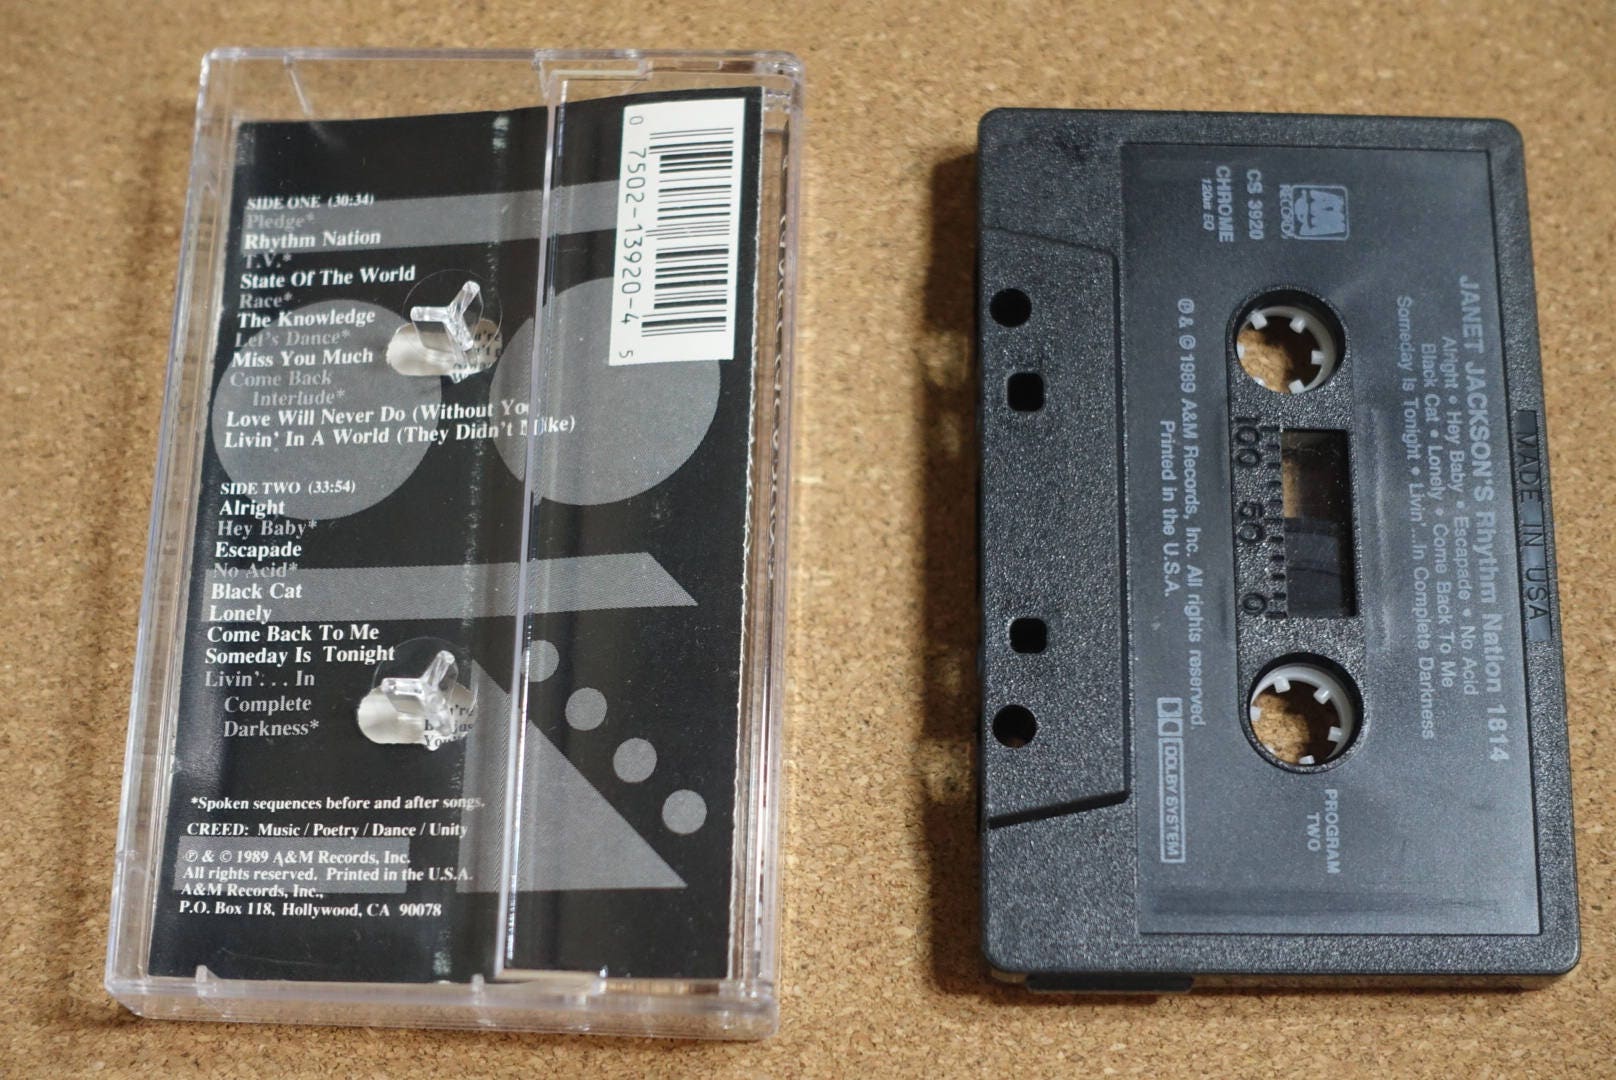 SIDE ONE (30:34)
Pledge*
Rhythm Nation
T.V.*
State Of The World
Race*
The Knowledge
Let's Dance*
Miss You Much
Come Back
Interlude*
Love Will Never Do (Without Yo
Livin' In A World (They Didn't Make)
SIDE TWO (33:54)
Alright
Hey Baby*
Escapade
No Acid*
Black Cat
Lonely
Come Back To Me
Someday Is Tonight
Livin'. . . In
Complete
Darkness*
*Spoken sequences before and after songs.
CREED: Music / Poetry / Dance / Unity
℗ & © 1989 A&M Records, Inc.
All rights reserved. Printed in the U.S.A.
A&M Records, Inc.,
P.O. Box 118, Hollywood, CA 90078
0 7502-13920-4 5
MADE IN USA
JANET JACKSON'S Rhythm Nation 1814
Alright • Hey Baby • Escapade • No Acid
Black Cat • Lonely • Come Back To Me
Someday Is Tonight • Livin'...In Complete Darkness
A&M
RECORDS
CS 3920
CHROME
120us EQ
100 50 0
PROGRAM
TWO
℗ & © 1989 A&M Records, Inc. All rights reserved.
Printed in the U.S.A.
DOLBY SYSTEM